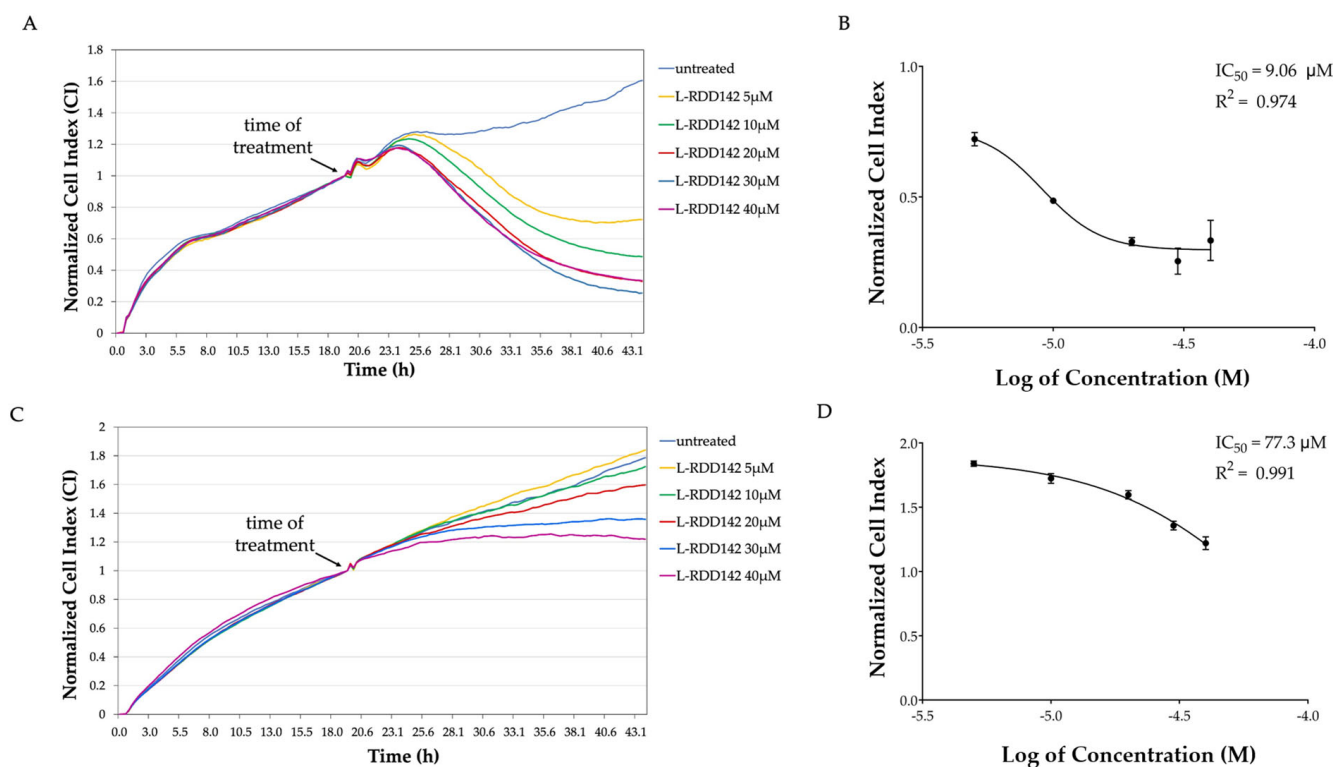 A
Normalized Cell Index (CI)
1.8
1.6
1.4
1.2
1
0.8
0.6
0.4
0.2
0
time of
treatment
0.0 3.0 5.5 8.0 10.5 13.0 15.5 18.0 20.6 23.1 25.6 28.1 30.6 33.1 35.6 38.1 40.6 43.1
Time (h)
untreated
L-RDD142 5μM
L-RDD142 10μM
L-RDD142 20μM
L-RDD142 30μM
L-RDD142 40μM
B
Normalized Cell Index
1.0
0.5
0.0
IC50 = 9.06 μM
R2 = 0.974
-5.5 -5.0 -4.5 -4.0
Log of Concentration (M)
C
Normalized Cell Index (CI)
2
1.8
1.6
1.4
1.2
1
0.8
0.6
0.4
0.2
0
time of
treatment
0.0 3.0 5.5 8.0 10.5 13.0 15.5 18.0 20.6 23.1 25.6 28.1 30.6 33.1 35.6 38.1 40.6 43.1
Time (h)
untreated
L-RDD142 5μM
L-RDD142 10μM
L-RDD142 20μM
L-RDD142 30μM
L-RDD142 40μM
D
Normalized Cell Index
2.0
1.5
1.0
0.5
0.0
IC50 = 77.3 μM
R2 = 0.991
-5.5 -5.0 -4.5 -4.0
Log of Concentration (M)